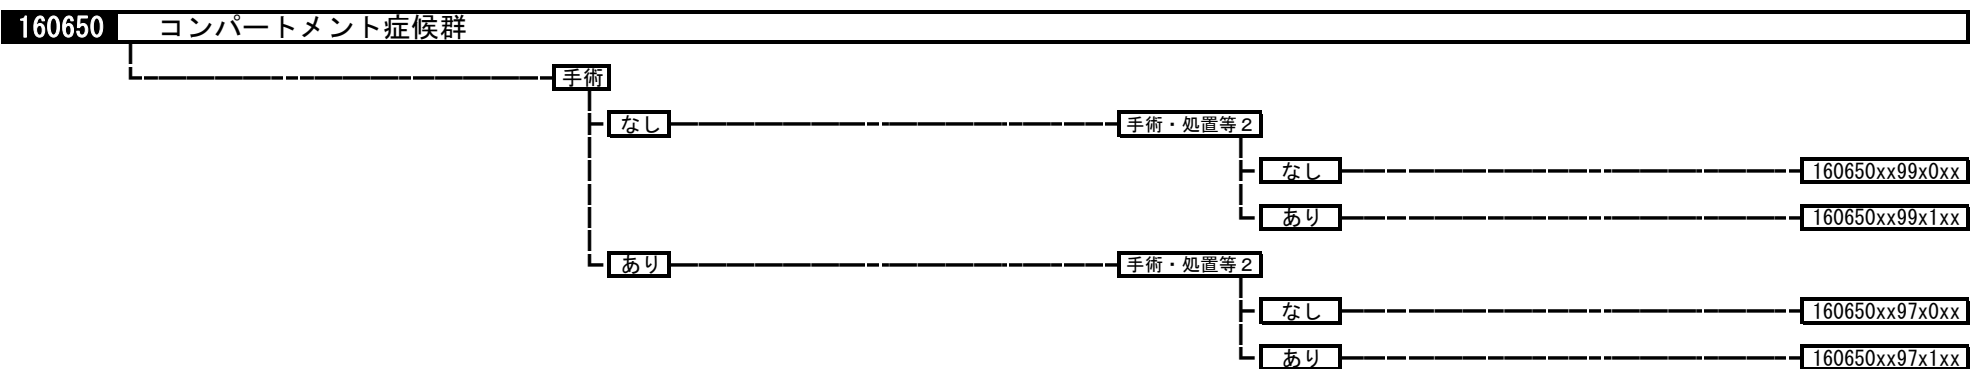 160650 コンパートメント症候群
手術
なし 手術・処置等２
なし 160650xx99x0xx
あり 160650xx99x1xx
あり 手術・処置等２
なし 160650xx97x0xx
あり 160650xx97x1xx